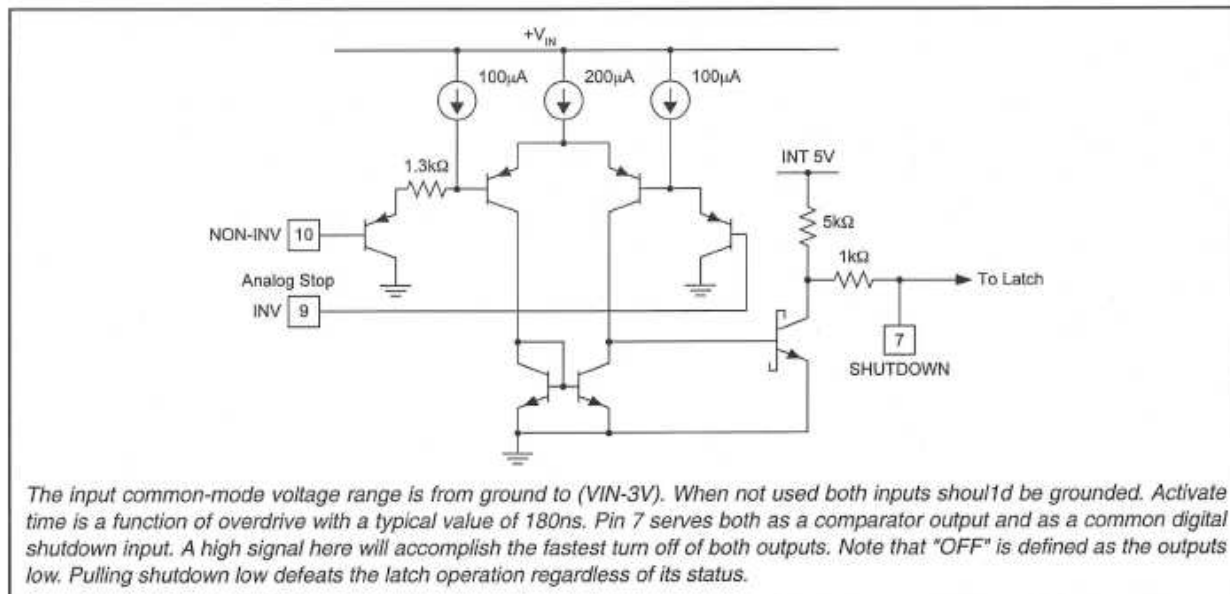 +VIN
100μA
200μA
100μA
INT 5V
1.3kΩ
5kΩ
1kΩ
NON-INV 10
To Latch
Analog Stop
INV 9
7
SHUTDOWN
The input common-mode voltage range is from ground to (VIN-3V). When not used both inputs shoul1d be grounded. Activate
time is a function of overdrive with a typical value of 180ns. Pin 7 serves both as a comparator output and as a common digital
shutdown input. A high signal here will accomplish the fastest turn off of both outputs. Note that "OFF" is defined as the outputs
low. Pulling shutdown low defeats the latch operation regardless of its status.